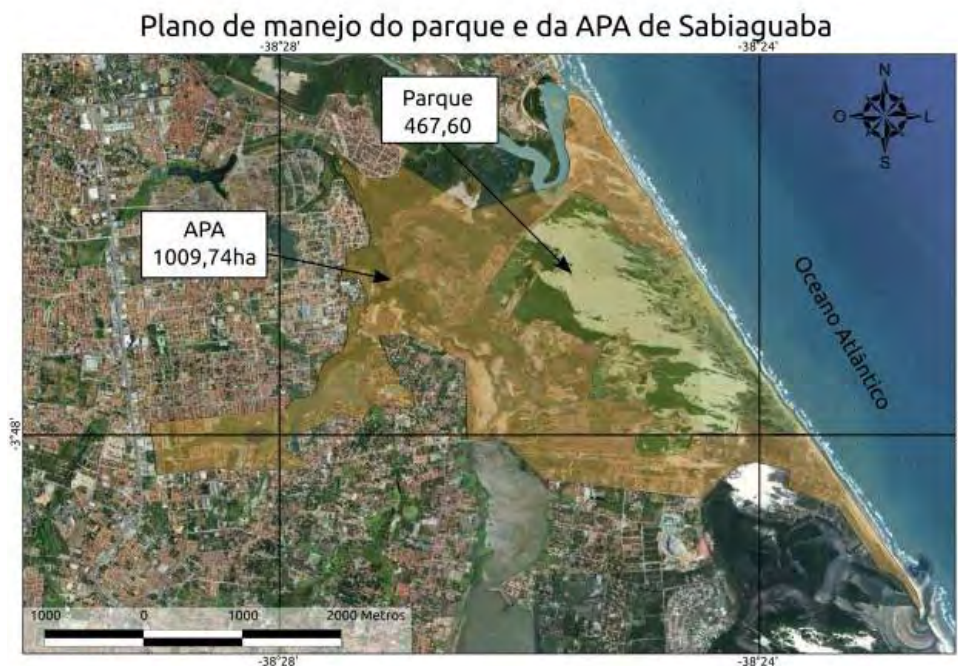 Plano de manejo do parque e da APA de Sabiaguaba
-38°28'
-38°24'
Parque
467,60
N
O
L
S
APA
1009,74ha
Oceano Atlântico
-3°48'
1000
0
1000
2000 Metros
-38°28'
-38°24'